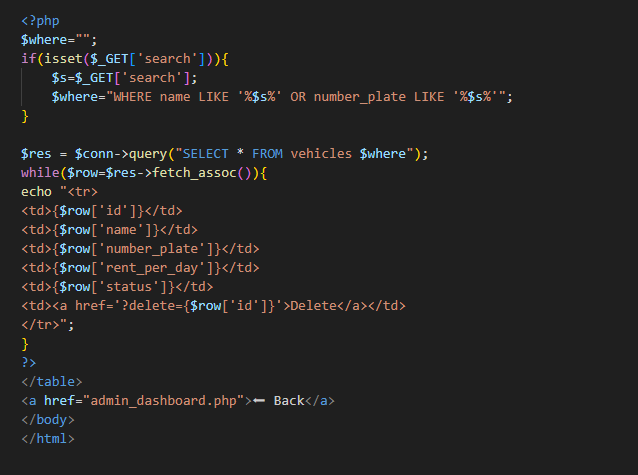 <?php
$where="";
if(isset($_GET['search'])){
$s=$_GET['search'];
$where="WHERE name LIKE '%$s%' OR number_plate LIKE '%$s%'";
}
$res = $conn->query("SELECT * FROM vehicles $where");
while($row=$res->fetch_assoc()){
echo "<tr>
<td>{$row['id']}</td>
<td>{$row['name']}</td>
<td>{$row['number_plate']}</td>
<td>{$row['rent_per_day']}</td>
<td>{$row['status']}</td>
<td><a href='?delete={$row['id']}'>Delete</a></td>
</tr>";
}
?>
</table>
<a href="admin_dashboard.php">⬅ Back</a>
</body>
</html>